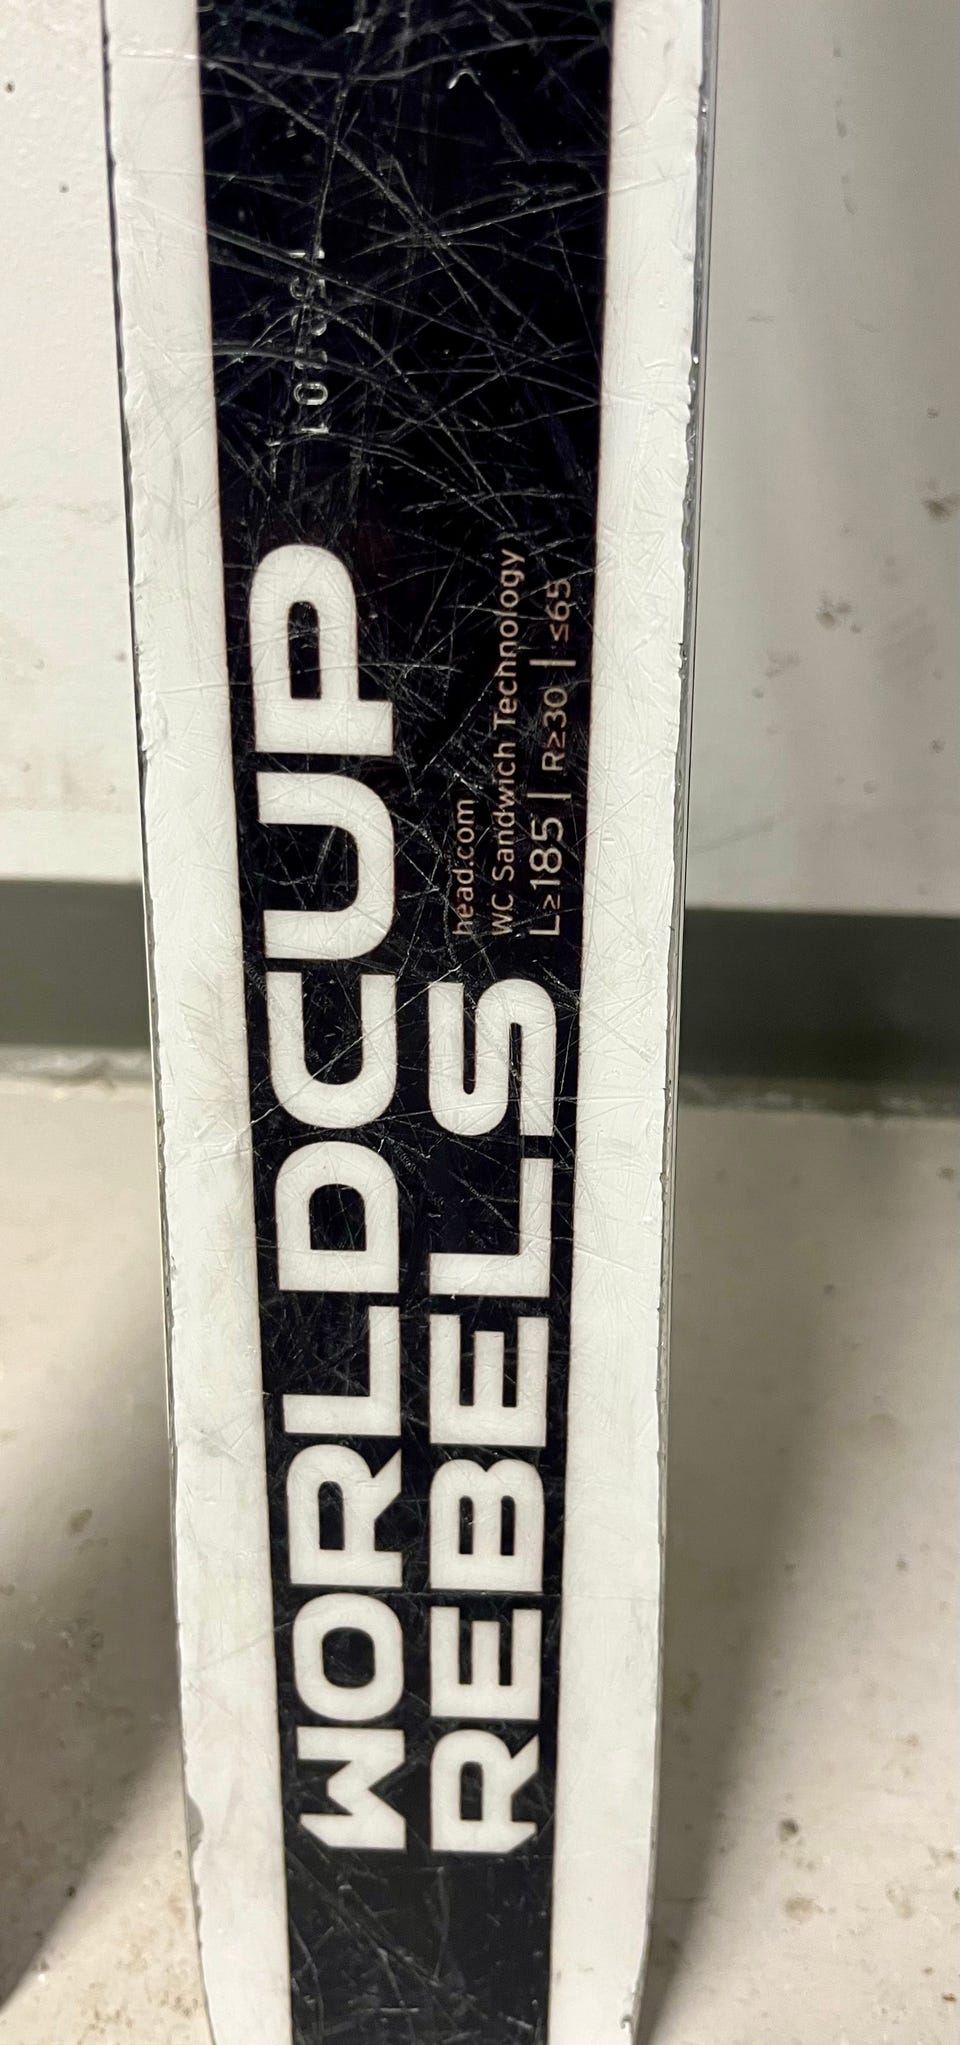 WORLDCUP
REBELS
head.com
WC Sandwich Technology
L≥185 | R≥30 | ≤65